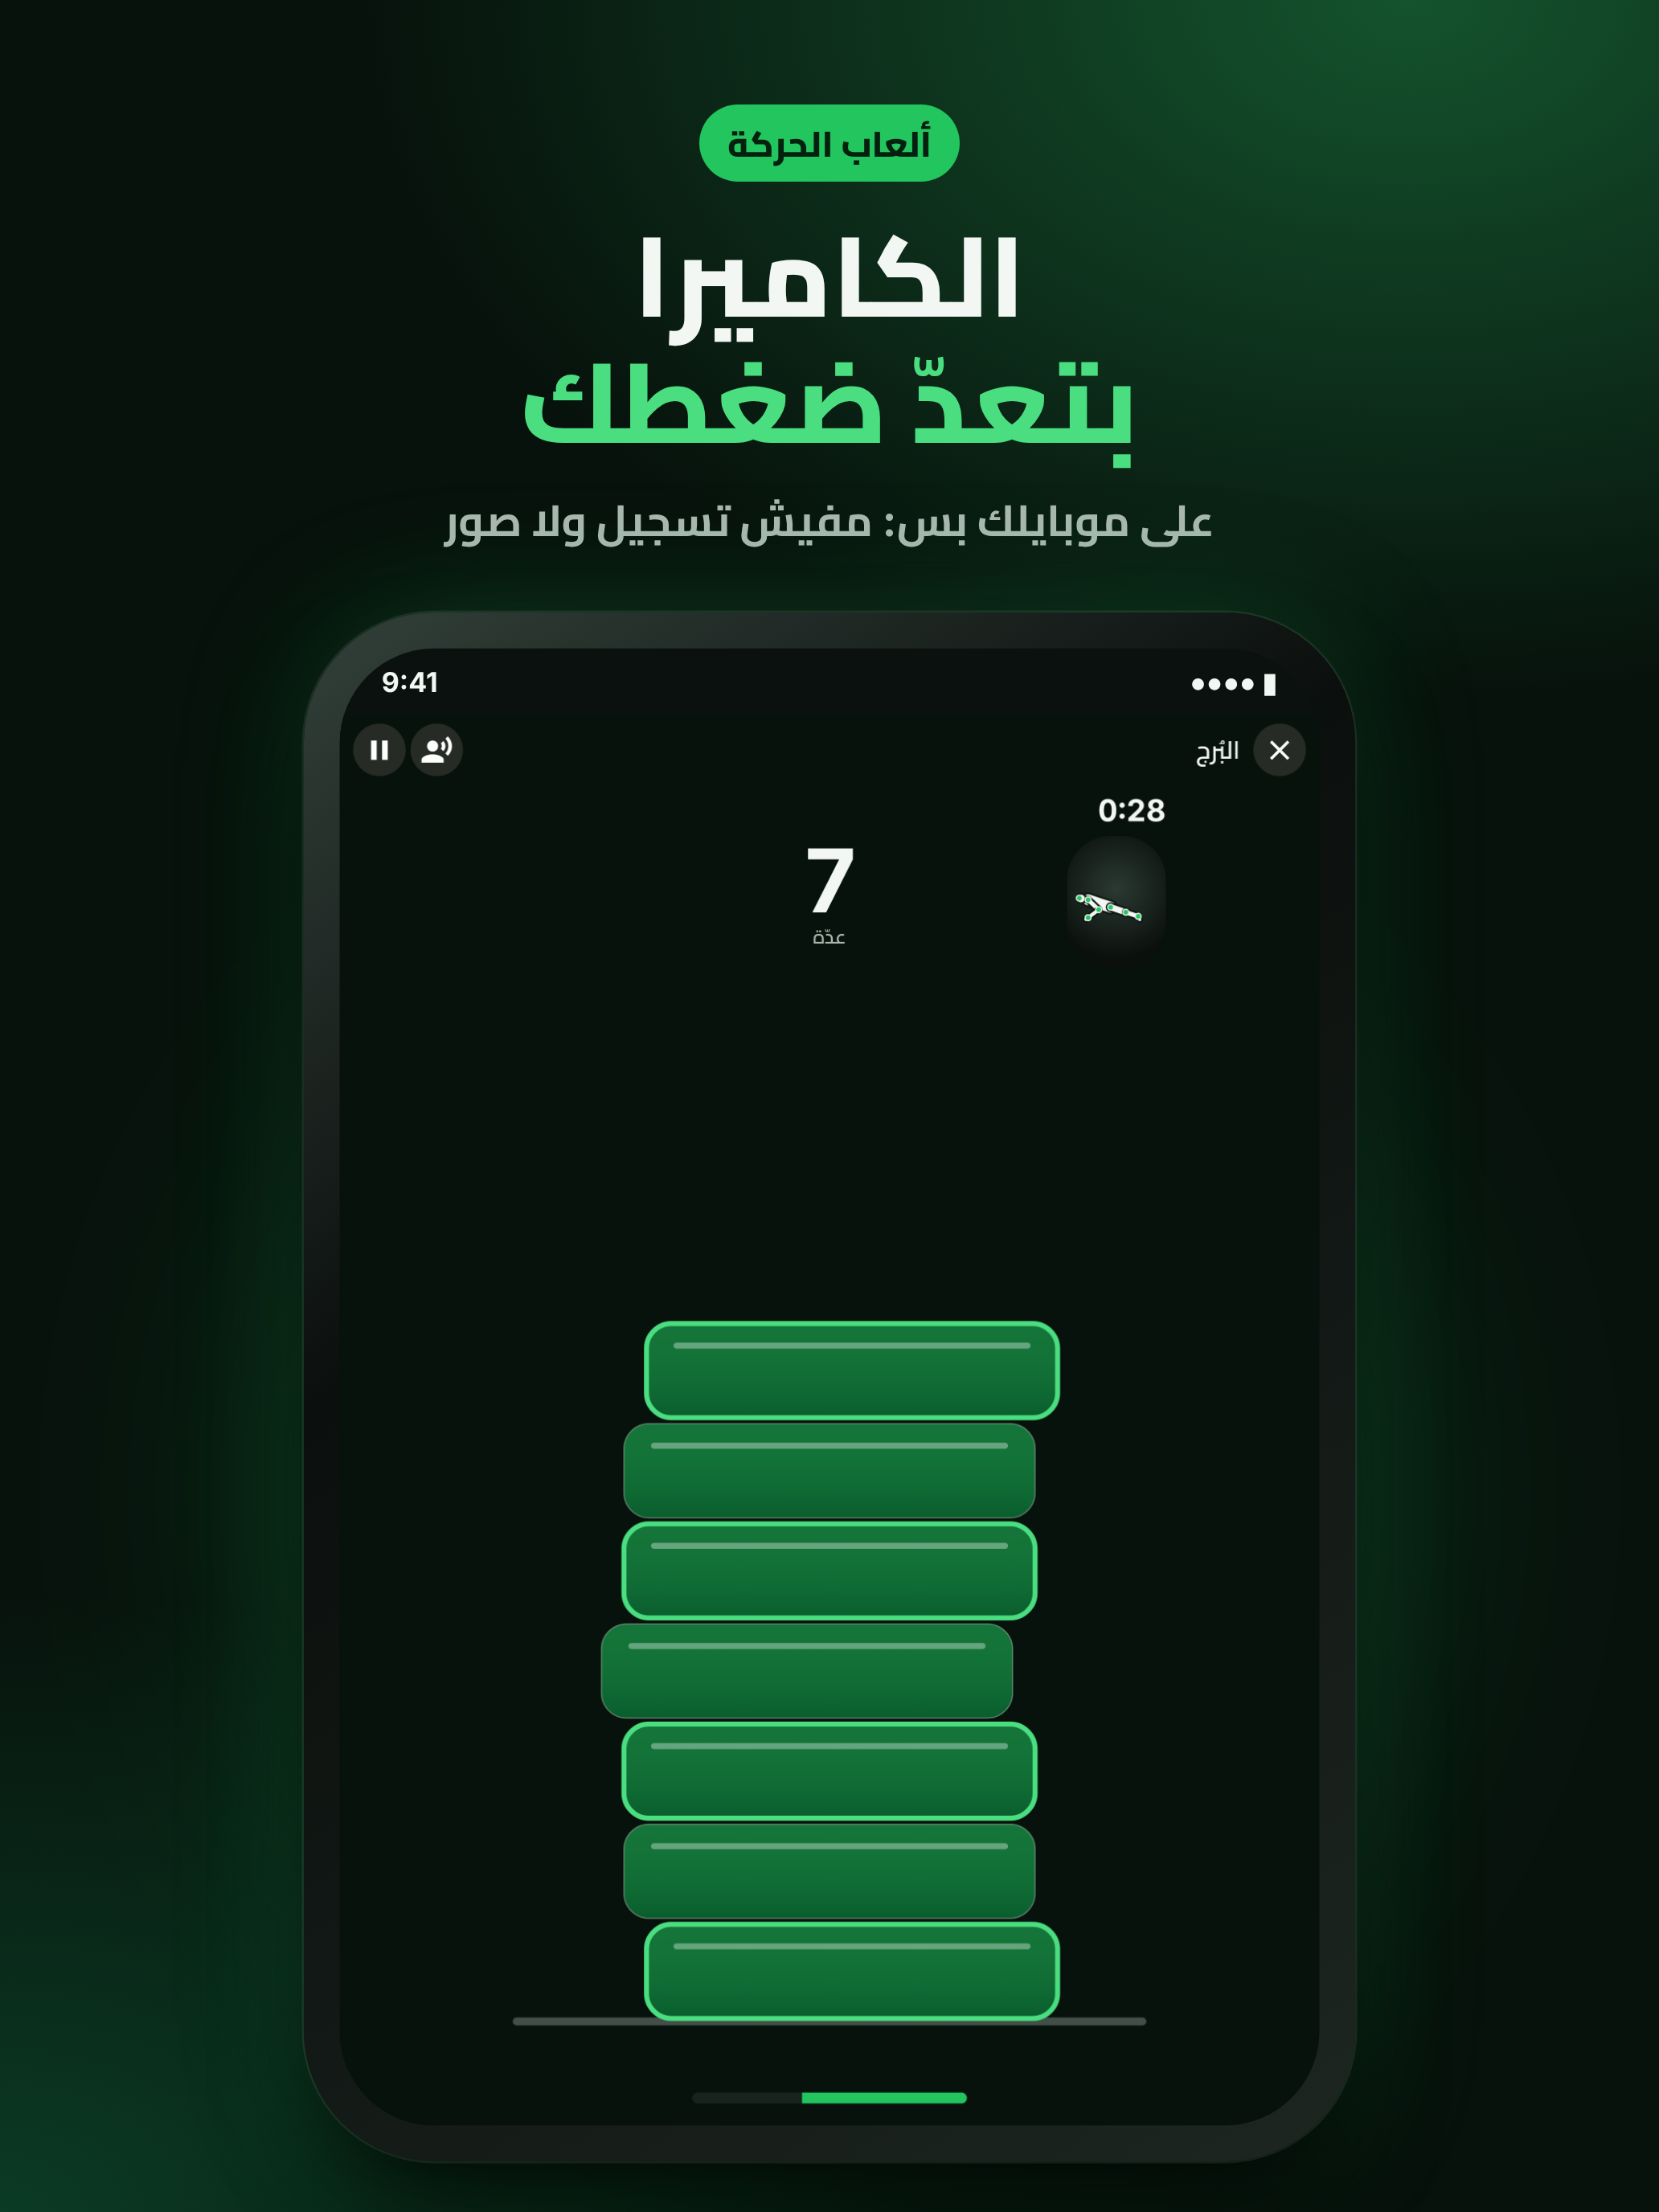 ألعاب الحركة
الكاميرا
بتعدّ ضغطك
على موبايلك بس: مفيش تسجيل ولا صور
9:41
البُرج
0:28
7
عدّة